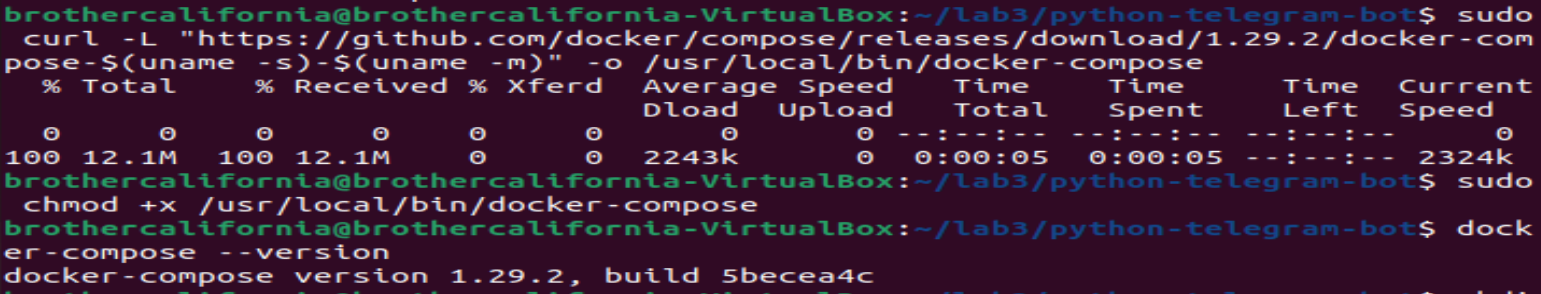 brothercalifornia@brothercalifornia-VirtualBox:~/lab3/python-telegram-bot$ sudo
 curl -L "https://github.com/docker/compose/releases/download/1.29.2/docker-com
pose-$(uname -s)-$(uname -m)" -o /usr/local/bin/docker-compose
  % Total    % Received % Xferd  Average Speed   Time    Time     Time  Current
                                 Dload  Upload   Total   Spent    Left  Speed
  0     0    0     0    0     0      0      0 --:--:-- --:--:-- --:--:--     0
100 12.1M  100 12.1M    0     0  2243k      0  0:00:05  0:00:05 --:--:-- 2324k
brothercalifornia@brothercalifornia-VirtualBox:~/lab3/python-telegram-bot$ sudo
 chmod +x /usr/local/bin/docker-compose
brothercalifornia@brothercalifornia-VirtualBox:~/lab3/python-telegram-bot$ dock
er-compose --version
docker-compose version 1.29.2, build 5becea4c